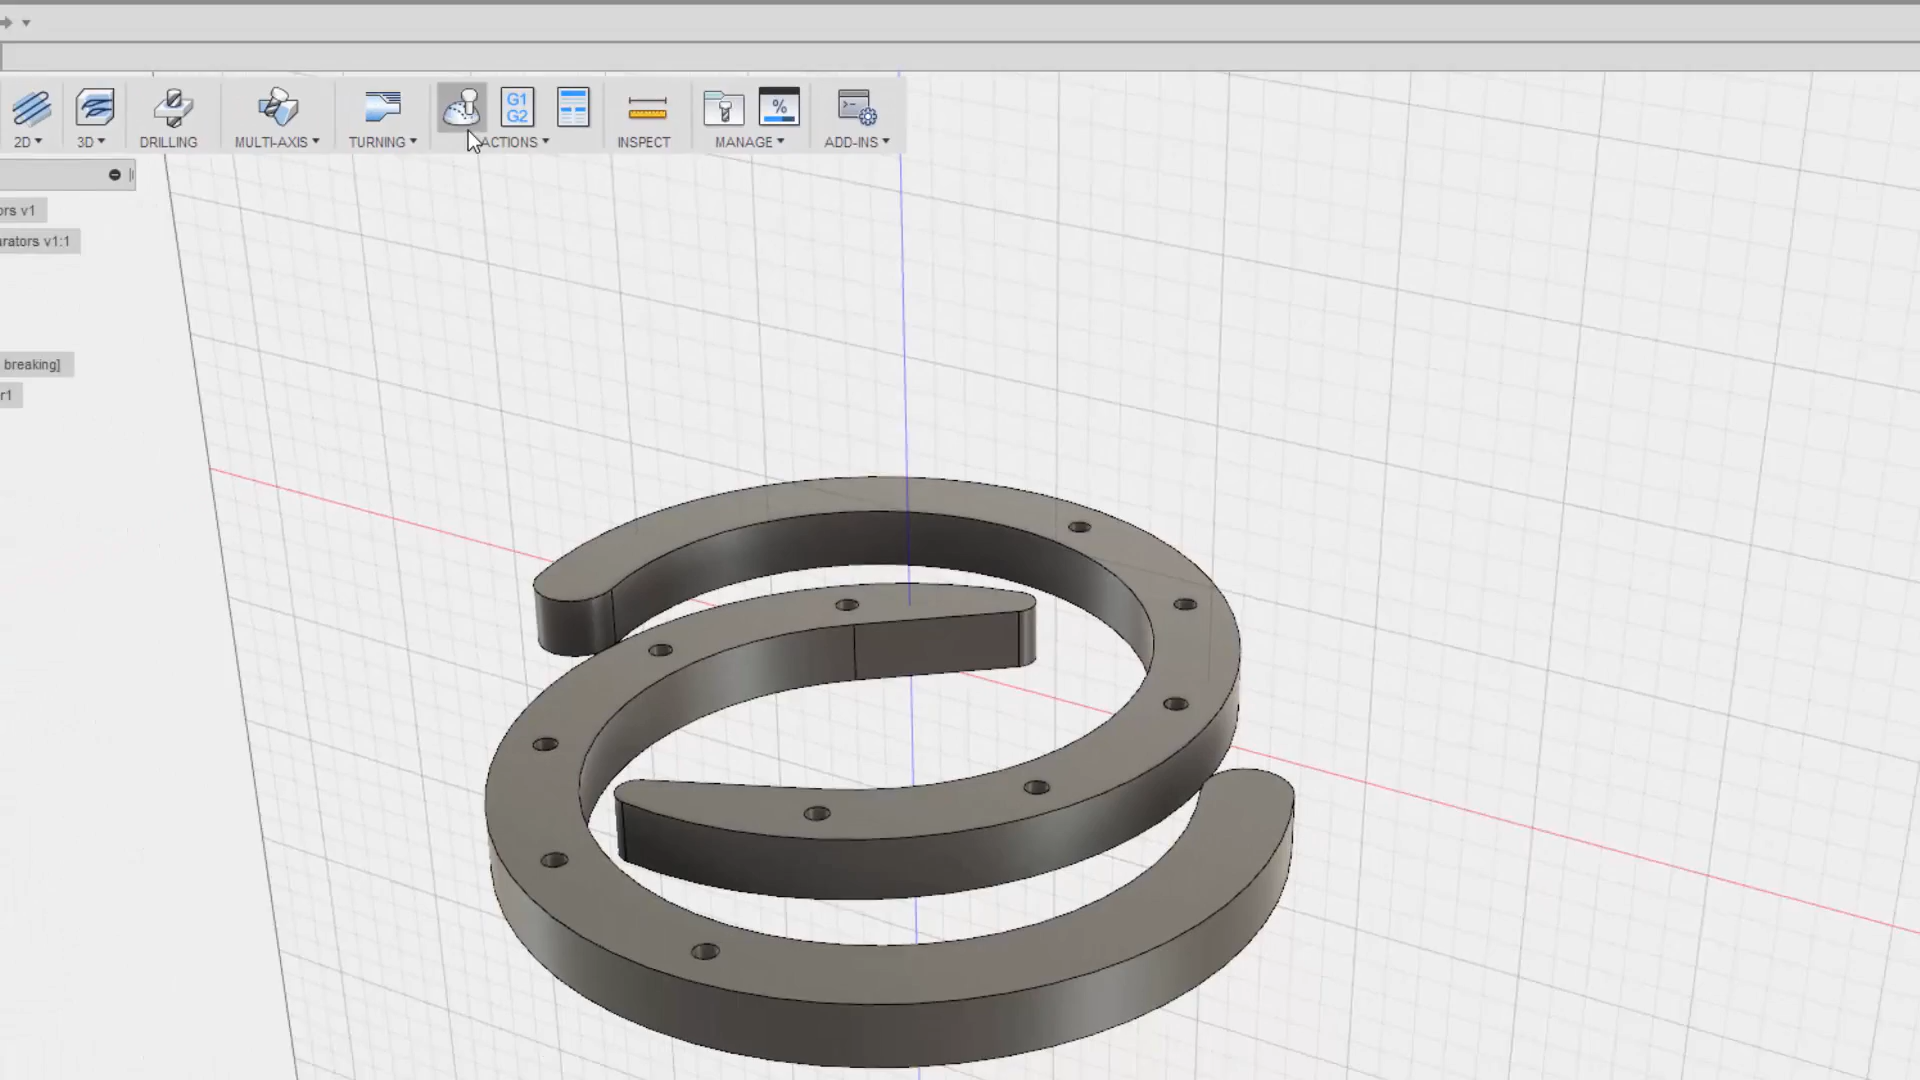 G1
G2
%
2D
3D
DRILLING
MULTI-AXIS
TURNING
ACTIONS
INSPECT
MANAGE
ADD-INS
ors v1
arators v1:1
breaking]
r1